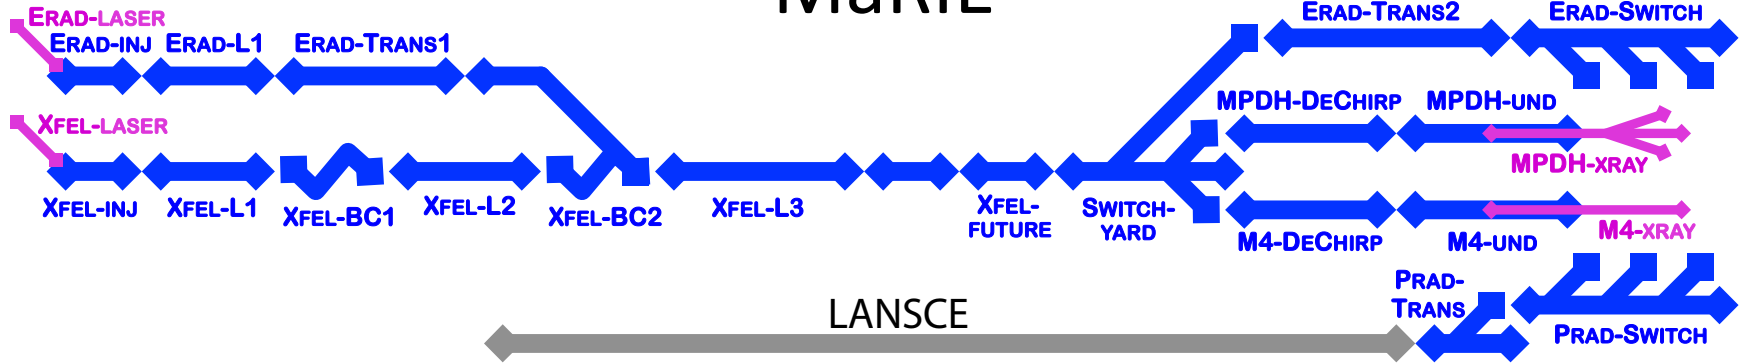 MaRIE
ERAD-LASER
ERAD-INJ
ERAD-L1
ERAD-TRANS1
ERAD-TRANS2
ERAD-SWITCH
XFEL-LASER
MPDH-DECHIRP
MPDH-UND
MPDH-XRAY
XFEL-INJ
XFEL-L1
XFEL-BC1
XFEL-L2
XFEL-BC2
XFEL-L3
XFEL-
FUTURE
SWITCH-
YARD
M4-DECHIRP
M4-UND
M4-XRAY
PRAD-
TRANS
PRAD-SWITCH
LANSCE